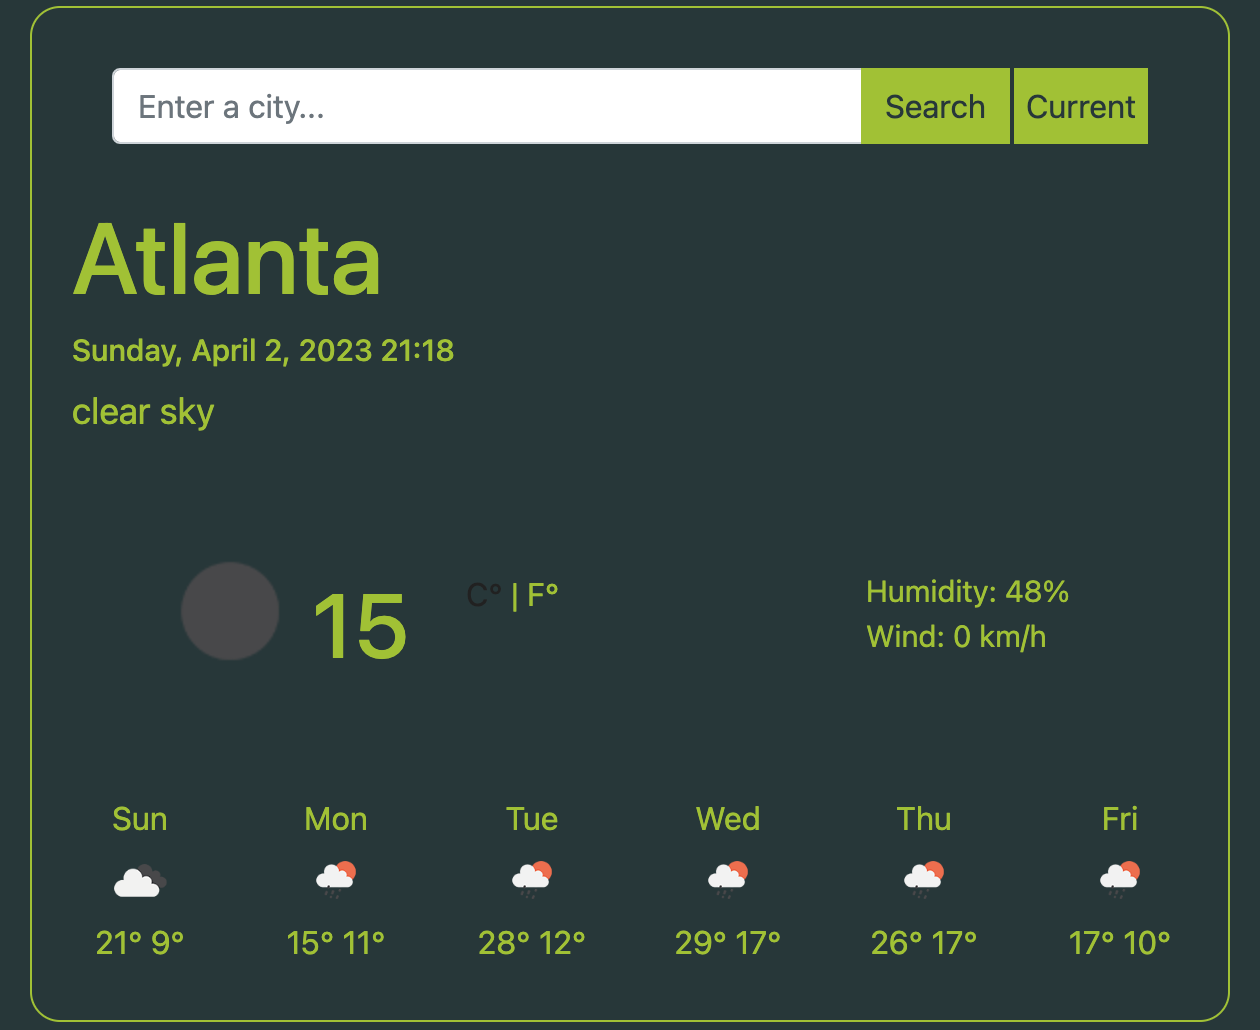 Enter a city... Search Current
Atlanta
Sunday, April 2, 2023 21:18
clear sky
15 C° | F°
Humidity: 48%
Wind: 0 km/h
Sun Mon Tue Wed Thu Fri
21° 9° 15° 11° 28° 12° 29° 17° 26° 17° 17° 10°